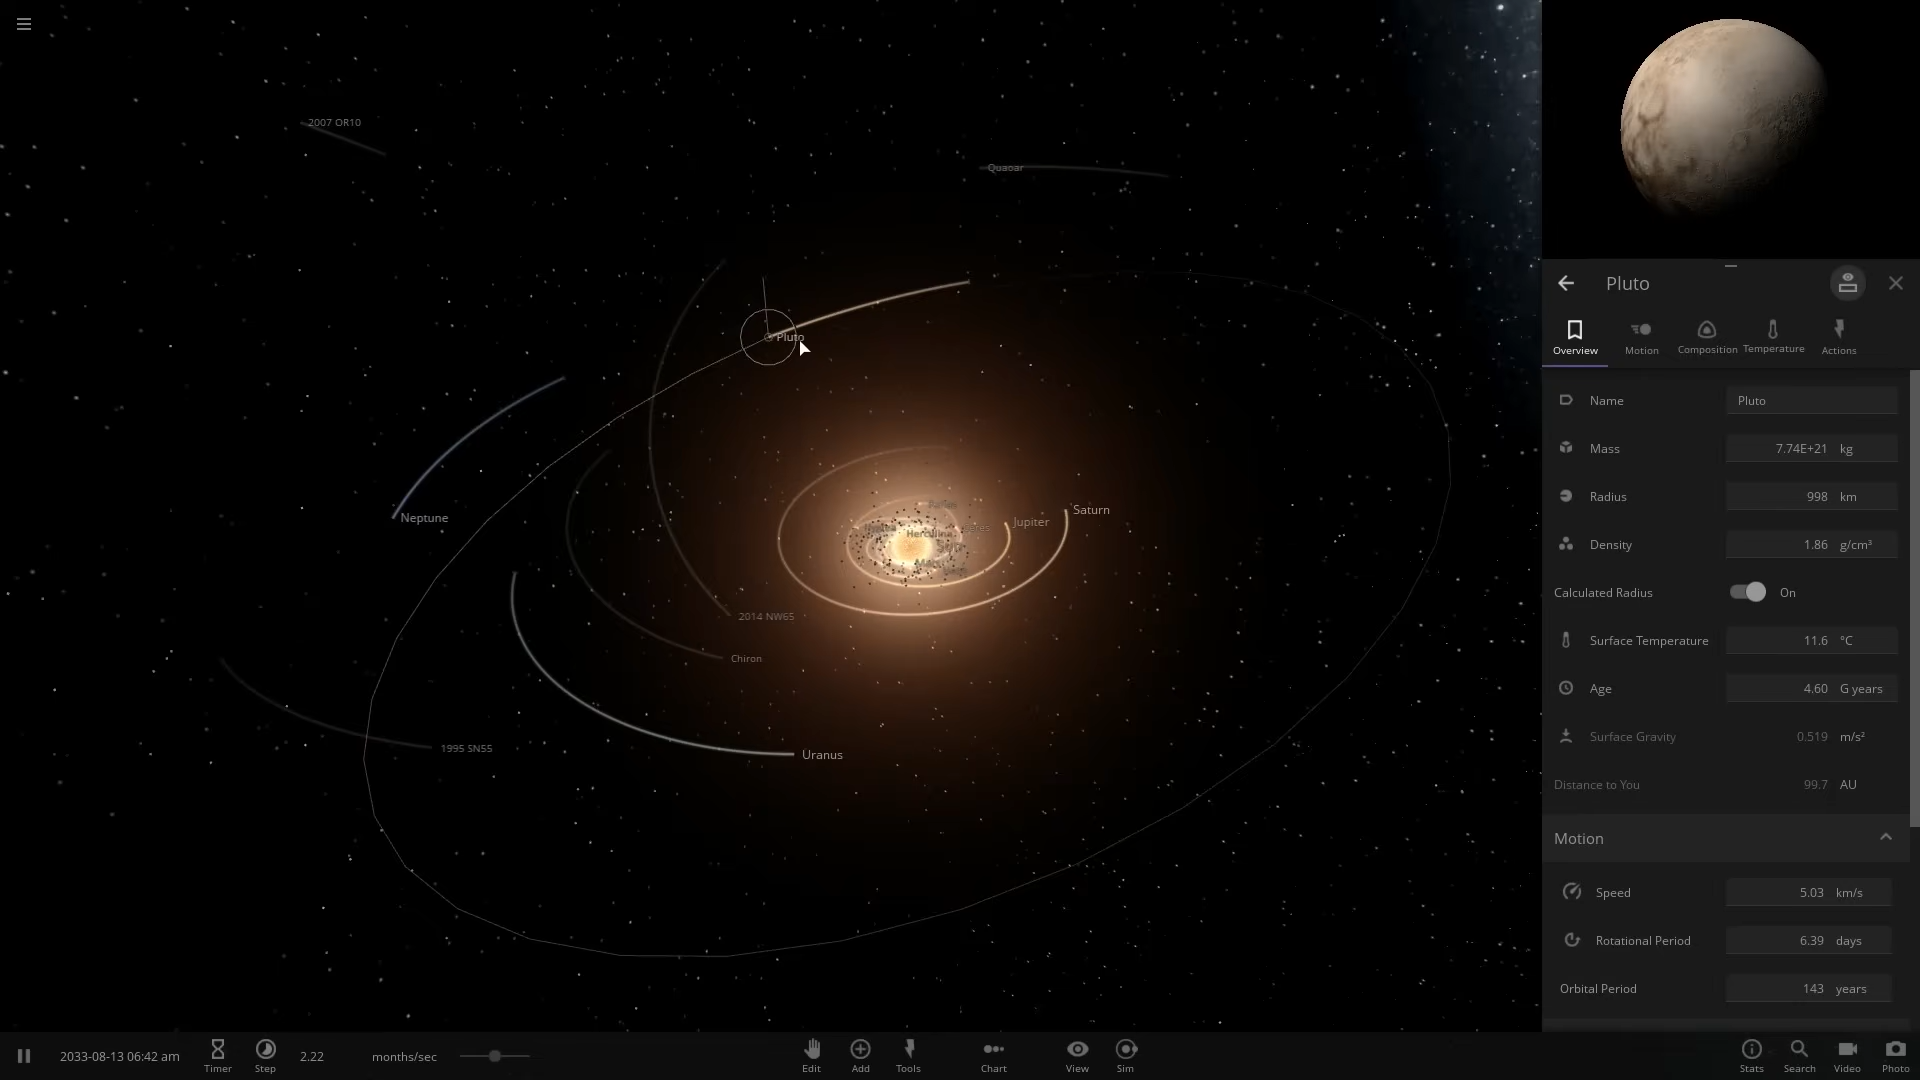 2007 OR10
Quaoar
Pluto
Neptune
Saturn
Jupiter
2014 NW65
Chiron
1995 SN55
Uranus
Pluto
Overview
Motion
Composition
Temperature
Actions
Name Pluto
Mass 7.74E+21 kg
Radius 998 km
Density 1.86 g/cm³
Calculated Radius On
Surface Temperature 11.6 °C
Age 4.60 G years
Surface Gravity 0.519 m/s²
Distance to You 99.7 AU
Motion
Speed 5.03 km/s
Rotational Period 6.39 days
Orbital Period 143 years
2033-08-13 06:42 am
Timer
Step
2.22 months/sec
Edit
Add
Tools
Chart
View
Sim
Stats
Search
Video
Photo